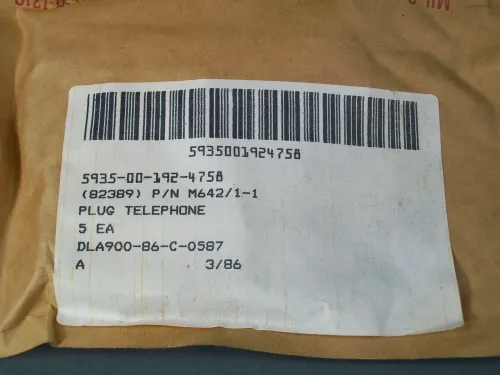 5935001924758
5935-00-192-4758
(82389) P/N M642/1-1
PLUG TELEPHONE
5 EA
DLA900-86-C-0587
A 3/86